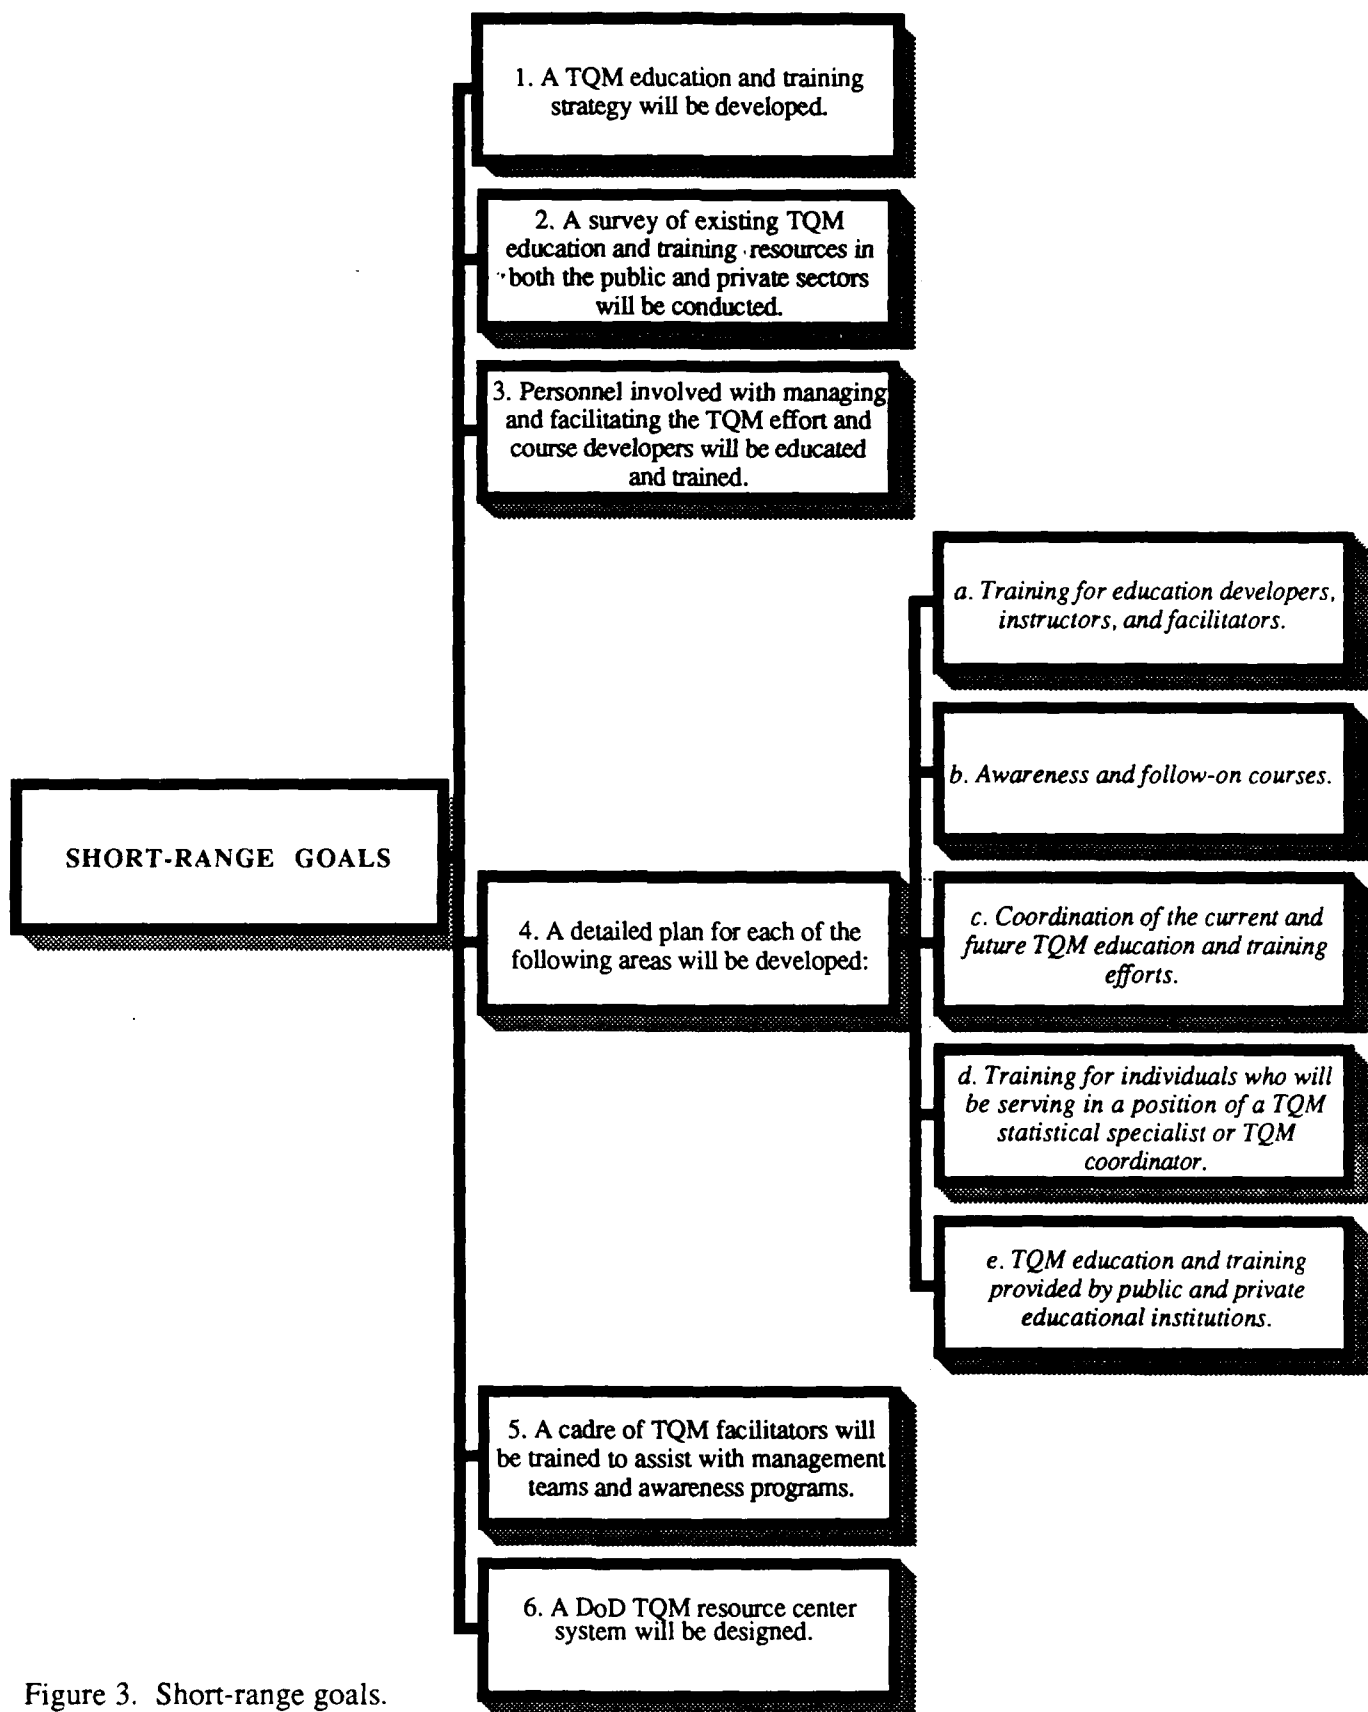 1. A TQM education and training
strategy will be developed.
2. A survey of existing TQM
education and training resources in
both the public and private sectors
will be conducted.
3. Personnel involved with managing
and facilitating the TQM effort and
course developers will be educated
and trained.
SHORT-RANGE GOALS
4. A detailed plan for each of the
following areas will be developed:
a. Training for education developers,
instructors, and facilitators.
b. Awareness and follow-on courses.
c. Coordination of the current and
future TQM education and training
efforts.
d. Training for individuals who will
be serving in a position of a TQM
statistical specialist or TQM
coordinator.
e. TQM education and training
provided by public and private
educational institutions.
5. A cadre of TQM facilitators will
be trained to assist with management
teams and awareness programs.
6. A DoD TQM resource center
system will be designed.
Figure 3. Short-range goals.